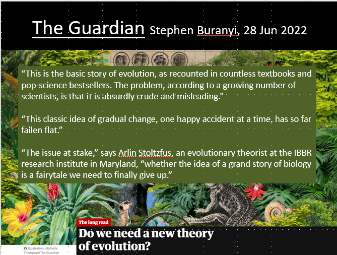 The Guardian Stephen Buranyi, 28 Jun 2022
“This is the basic story of evolution, as recounted in countless textbooks and
pop-science bestsellers. The problem, according to a growing number of
scientists, is that it is absurdly crude and misleading.”
“This classic idea of gradual change, one happy accident at a time, has so far
fallen flat.”
“The issue at stake,” says Arlin Stoltzfus, an evolutionary theorist at the IBBR
research institute in Maryland, “whether the idea of a grand story of biology
is a fairytale we need to finally give up.”
The long read
Do we need a new theory
of evolution?